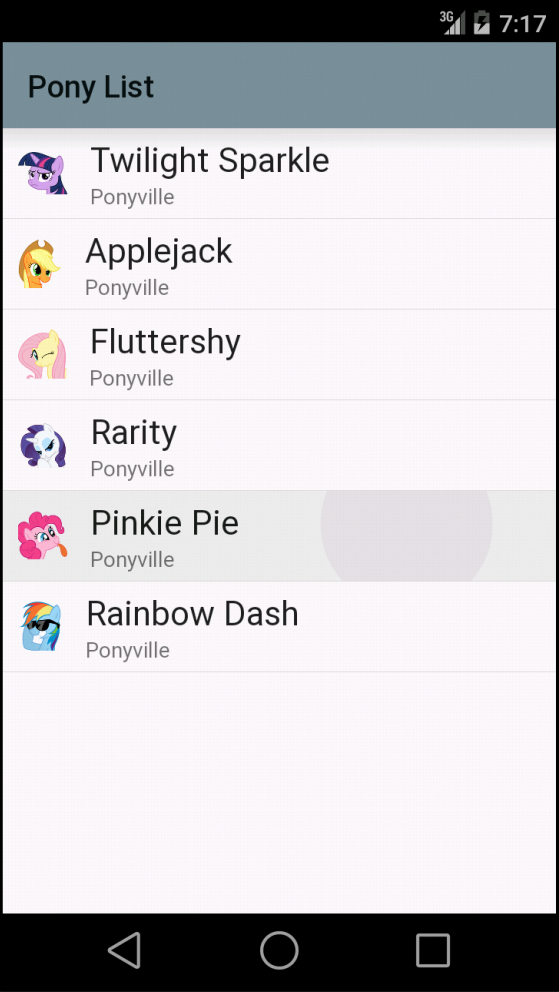 3G 7:17
Pony List
Twilight Sparkle
Ponyville
Applejack
Ponyville
Fluttershy
Ponyville
Rarity
Ponyville
Pinkie Pie
Ponyville
Rainbow Dash
Ponyville